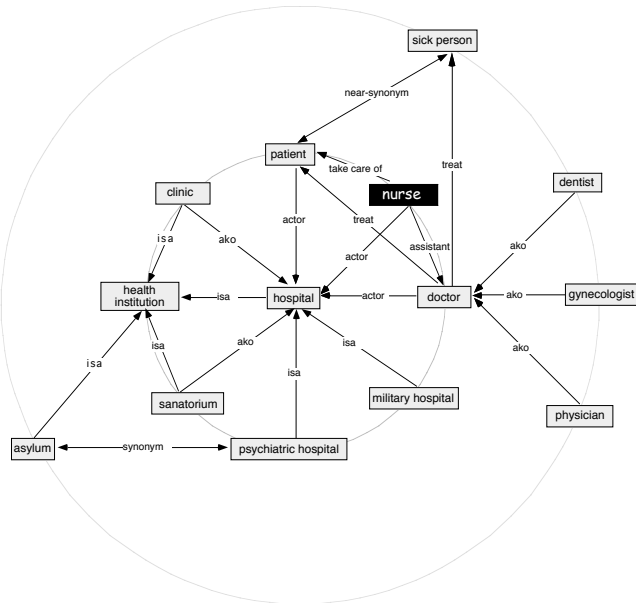 sick person
near-synonym
patient
take care of
treat
clinic
nurse
dentist
actor
treat
isa
ako
actor
assistant
ako
health
institution
isa
hospital
actor
doctor
ako
gynecologist
isa
isa
ako
isa
ako
isa
sanatorium
military hospital
physician
asylum
synonym
psychiatric hospital